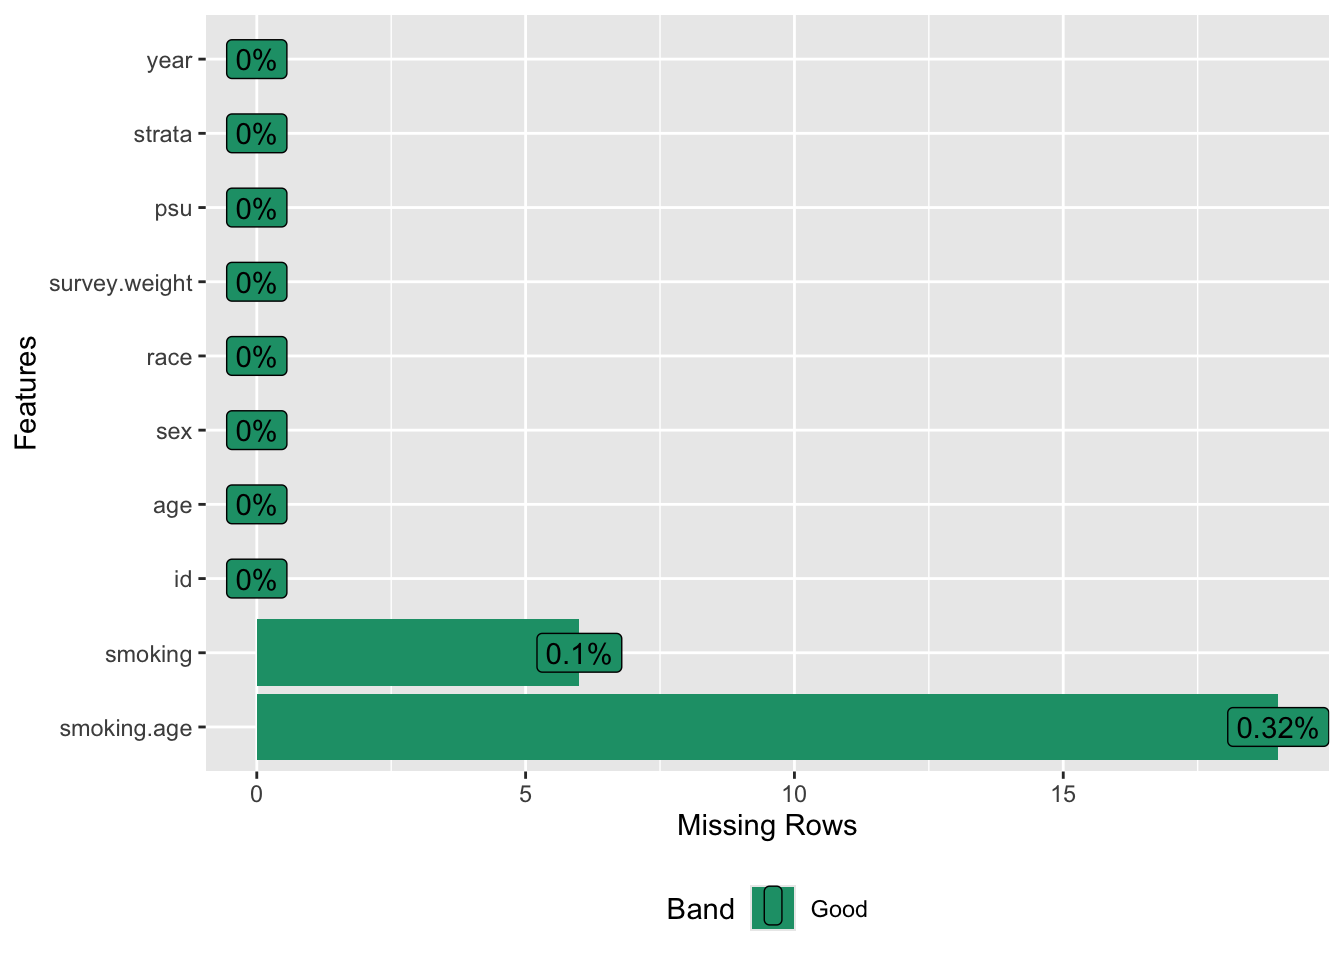 year 0%
strata 0%
psu 0%
survey.weight 0%
race 0%
sex 0%
age 0%
id 0%
smoking 0.1%
smoking.age 0.32%
Features
0 5 10 15
Missing Rows
Band Good